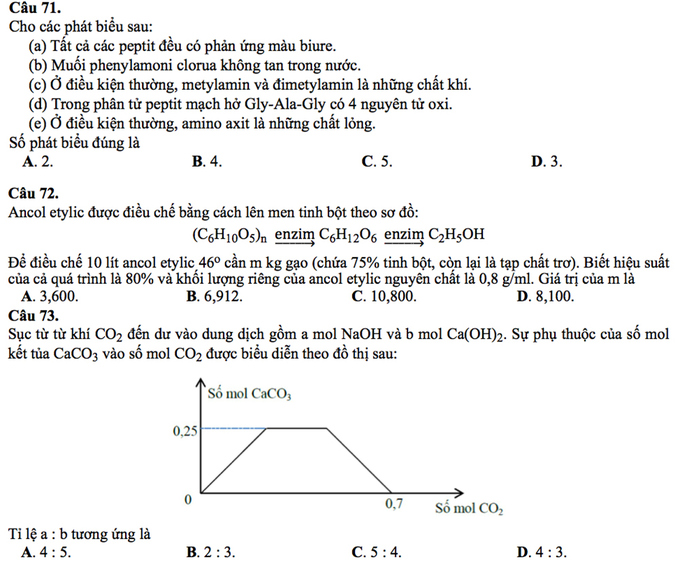 Câu 71.
Cho các phát biểu sau:
(a) Tất cả các peptit đều có phản ứng màu biure.
(b) Muối phenylamoni clorua không tan trong nước.
(c) Ở điều kiện thường, metylamin và đimetylamin là những chất khí.
(d) Trong phân tử peptit mạch hở Gly-Ala-Gly có 4 nguyên tử oxi.
(e) Ở điều kiện thường, amino axit là những chất lỏng.
Số phát biểu đúng là
A. 2. B. 4. C. 5. D. 3.
Câu 72.
Ancol etylic được điều chế bằng cách lên men tinh bột theo sơ đồ:
(C₆H₁₀O₅)ₙ enzim→ C₆H₁₂O₆ enzim→ C₂H₅OH
Để điều chế 10 lít ancol etylic 46º cần m kg gạo (chứa 75% tinh bột, còn lại là tạp chất trơ). Biết hiệu suất
của cả quá trình là 80% và khối lượng riêng của ancol etylic nguyên chất là 0,8 g/ml. Giá trị của m là
A. 3,600. B. 6,912. C. 10,800. D. 8,100.
Câu 73.
Sục từ từ khí CO₂ đến dư vào dung dịch gồm a mol NaOH và b mol Ca(OH)₂. Sự phụ thuộc của số mol
kết tủa CaCO₃ vào số mol CO₂ được biểu diễn theo đồ thị sau:
Số mol CaCO₃
0,25
0
0,7
Số mol CO₂
Tỉ lệ a : b tương ứng là
A. 4 : 5. B. 2 : 3. C. 5 : 4. D. 4 : 3.